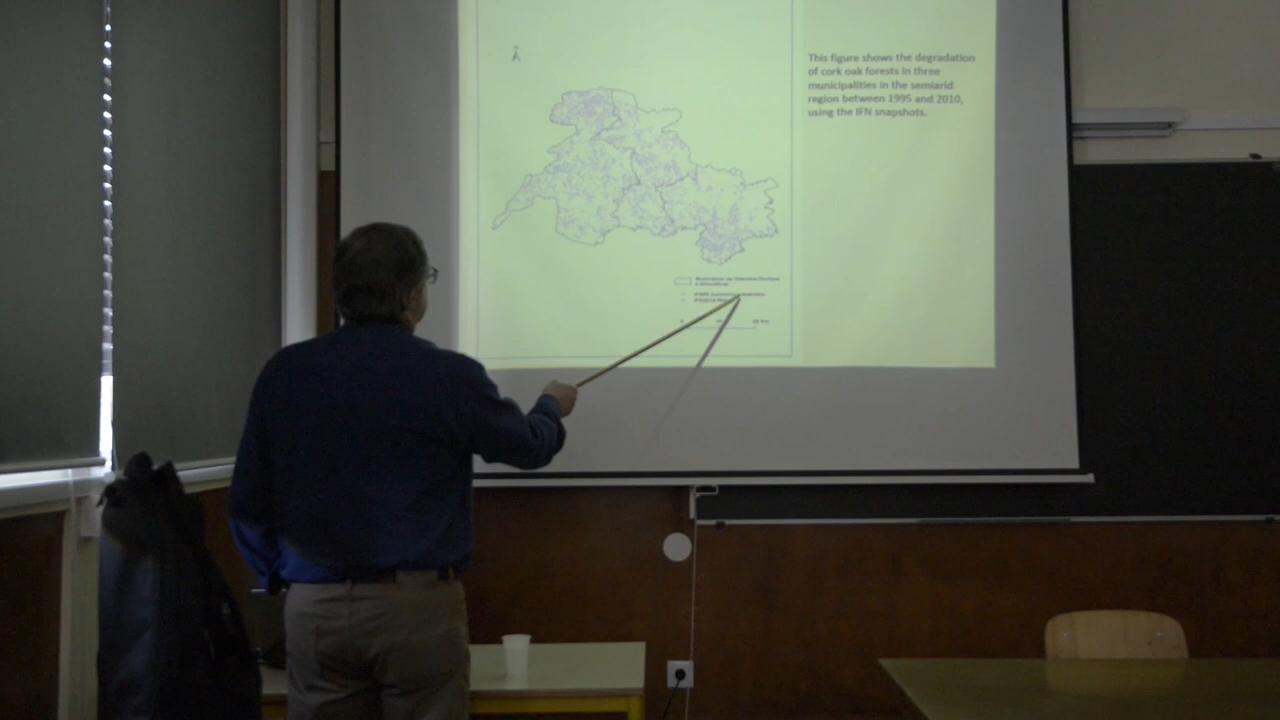 This figure shows the degradation
of cork oak forests in three
municipalities in the semiarid
region between 1995 and 2010,
using the IFN snapshots.